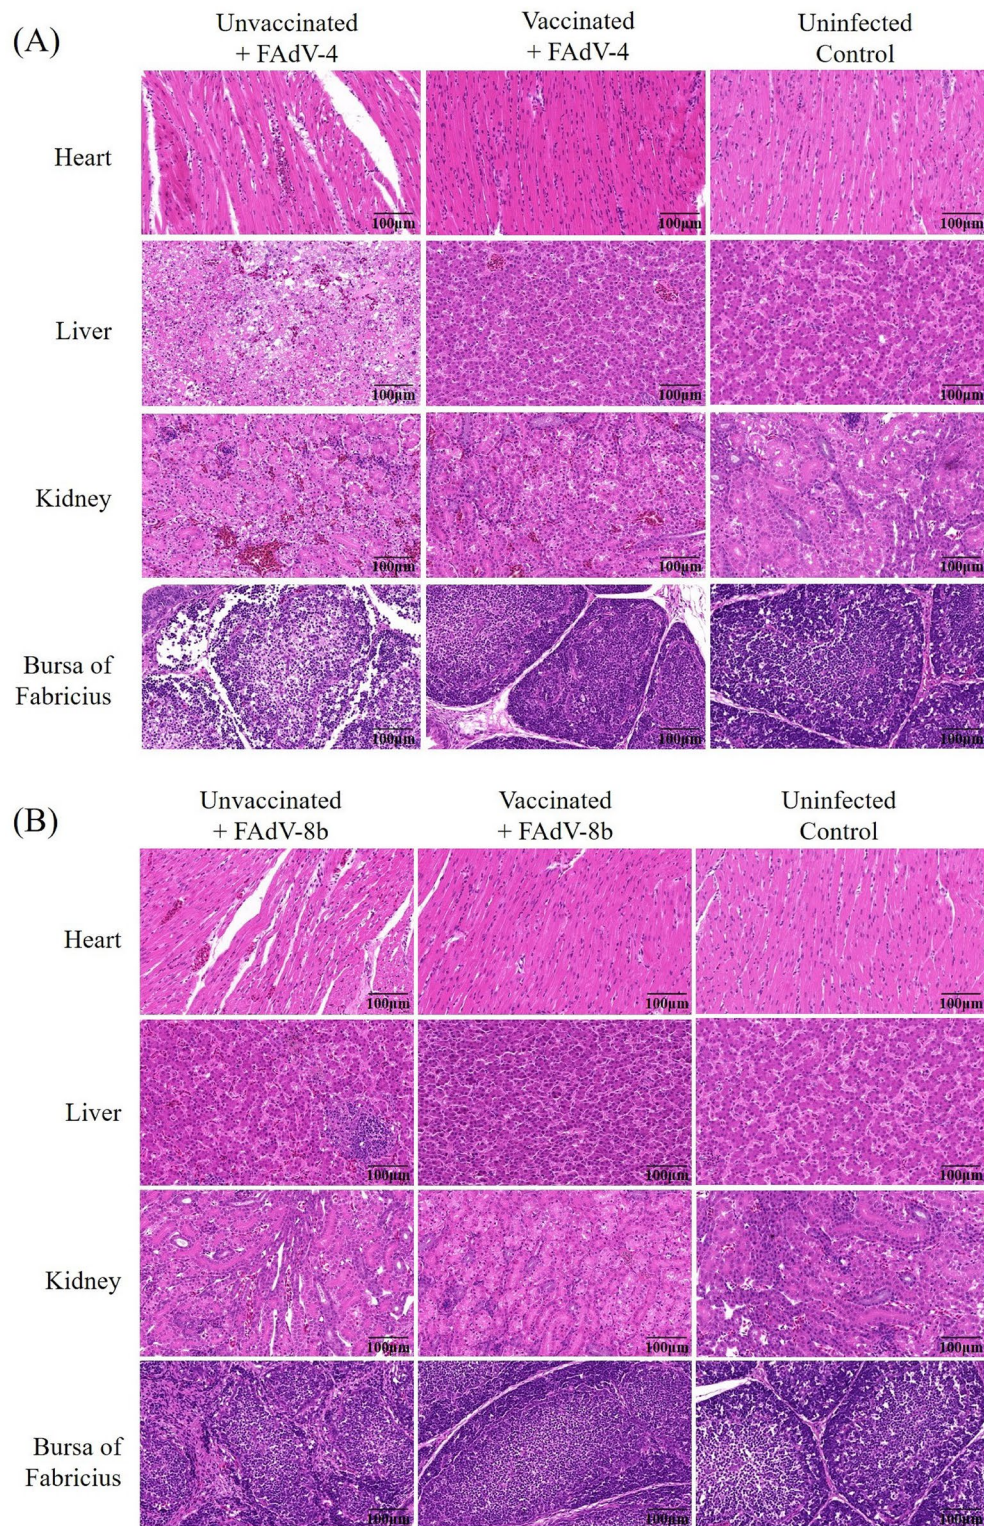 (A)
Unvaccinated
+ FAdV-4
Vaccinated
+ FAdV-4
Uninfected
Control
Heart
100μm
100μm
100μm
Liver
100μm
100μm
100μm
Kidney
100μm
100μm
100μm
Bursa of
Fabricius
100μm
100μm
100μm
(B)
Unvaccinated
+ FAdV-8b
Vaccinated
+ FAdV-8b
Uninfected
Control
Heart
100μm
100μm
100μm
Liver
100μm
100μm
100μm
Kidney
100μm
100μm
100μm
Bursa of
Fabricius
100μm
100μm
100μm